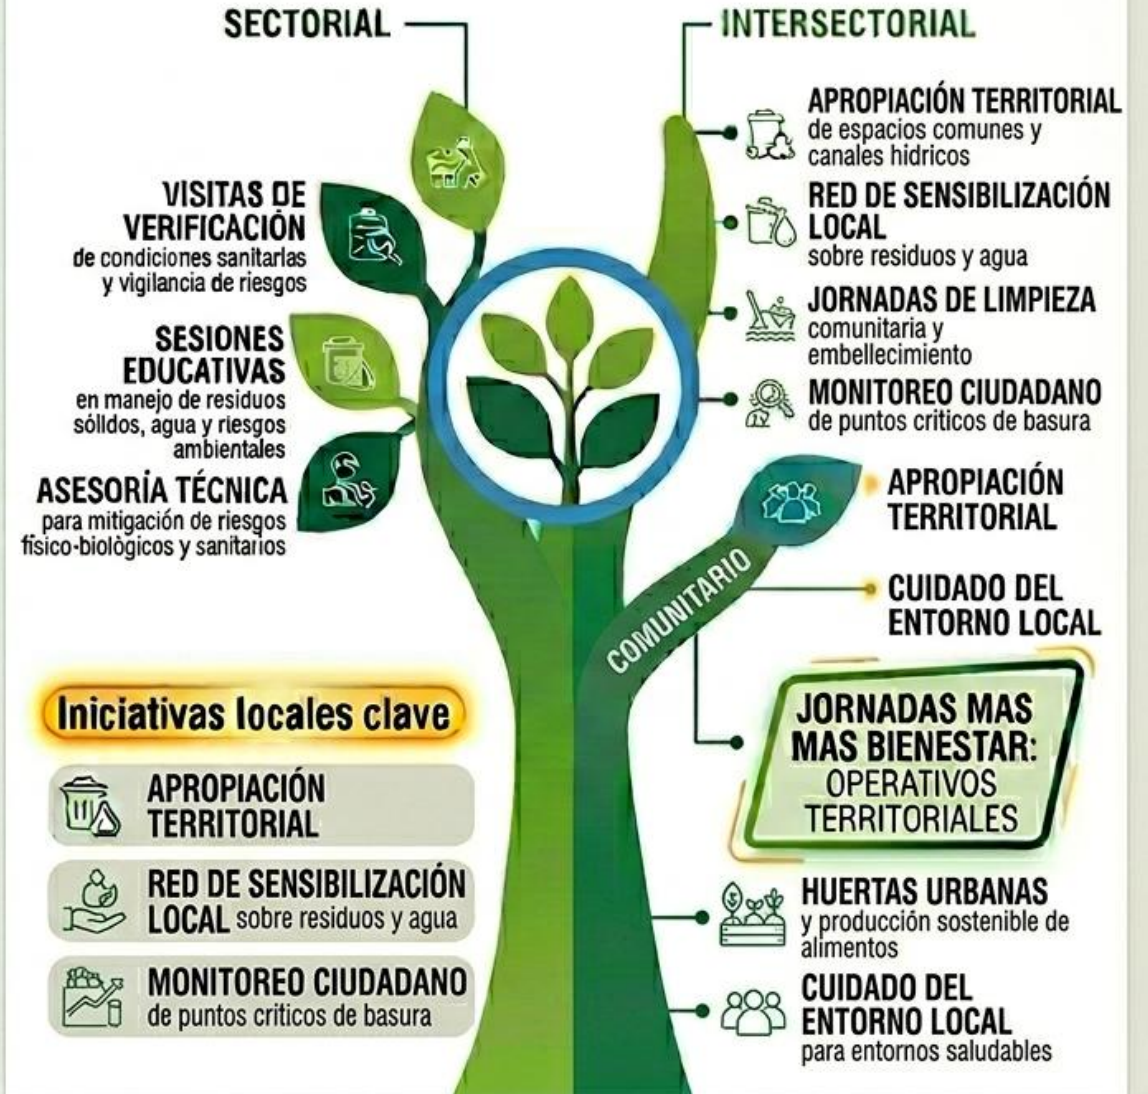 SECTORIAL
INTERSECTORIAL
VISITAS DE
VERIFICACIÓN
de condiciones sanitarlas
y vigilancia de riesgos
SESIONES
EDUCATIVAS
en manejo de residuos
sólldos, agua y rlesgos
ambientales
ASESORÍA TÉCNICA
para mitigación de riesgos
físico-biològicos y sanitarios
APROPIACIÓN TERRITORIAL
de espacios comunes y
canales hidricos
RED DE SENSIBILIZACIÓN
LOCAL
sobre residuos y agua
JORNADAS DE LIMPIEZA
comunitaria y
embellecimiento
MONITOREO CIUDADANO
de puntos criticos de basura
APROPIACIÓN
TERRITORIAL
COMUNITARIO
CUIDADO DEL
ENTORNO LOCAL
JORNADAS MAS
MAS BIENESTAR:
OPERATIVOS
TERRITORIALES
HUERTAS URBANAS
y producción sostenible de
alimentos
CUIDADO DEL
ENTORNO LOCAL
para entornos saludables
Iniciativas locales clave
APROPIACIÓN
TERRITORIAL
RED DE SENSIBILIZACIÓN
LOCAL sobre residuos y agua
MONITOREO CIUDADANO
de puntos criticos de basura